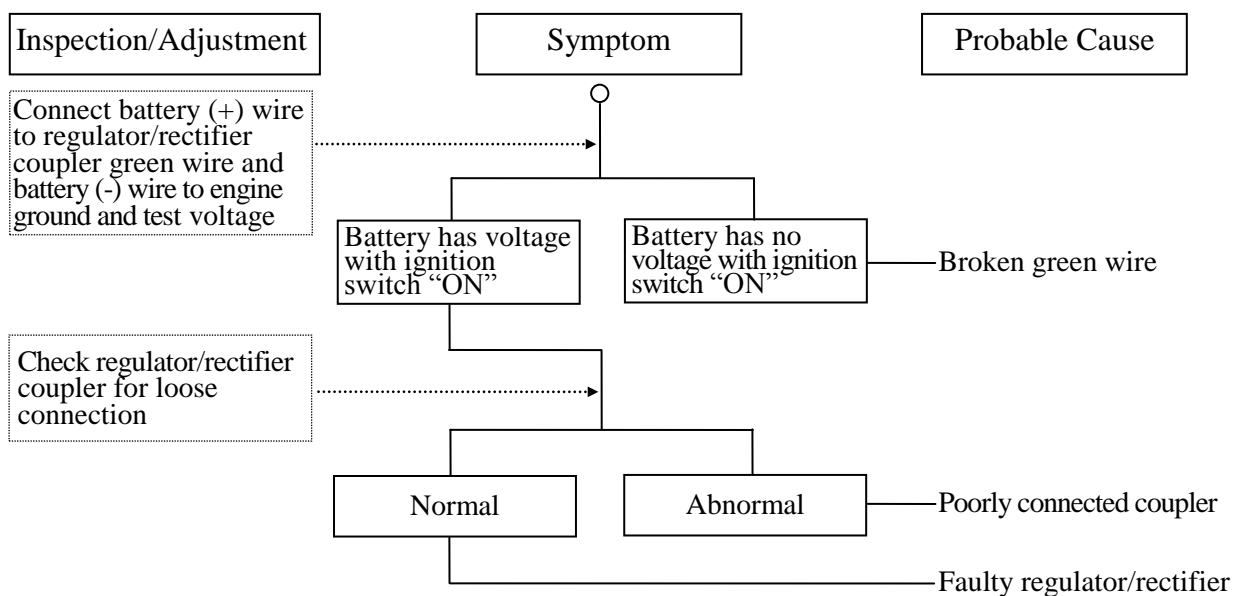 Inspection/Adjustment
Symptom
Probable Cause
Connect battery (+) wire
to regulator/rectifier
coupler green wire and
battery (-) wire to engine
ground and test voltage
Battery has voltage
with ignition
switch “ON”
Battery has no
voltage with ignition
switch “ON”
Broken green wire
Check regulator/rectifier
coupler for loose
connection
Normal
Abnormal
Poorly connected coupler
Faulty regulator/rectifier